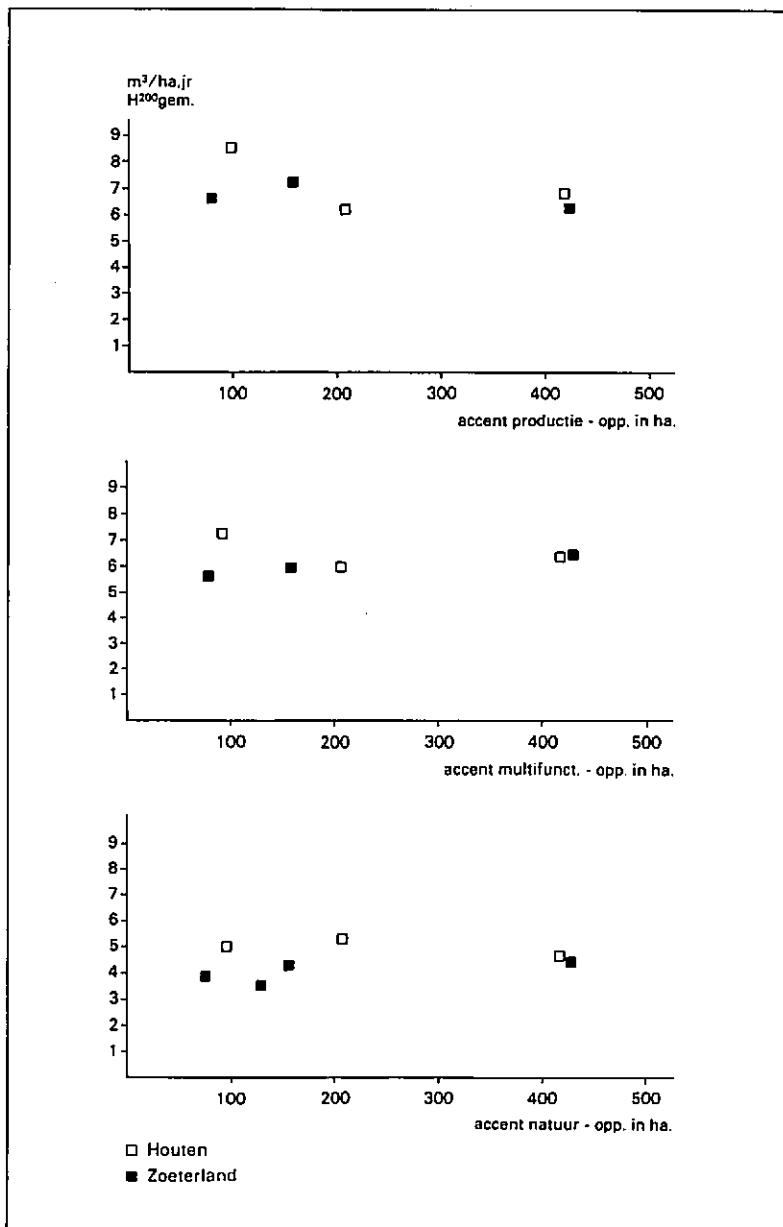 m³/ha.jr
H²⁰⁰gem.
9
8
7
6
5
4
3
2
1
100 200 300 400 500
accent productie - opp. in ha.
9
8
7
6
5
4
3
2
1
100 200 300 400 500
accent multifunct. - opp. in ha.
9
8
7
6
5
4
3
2
1
100 200 300 400 500
accent natuur - opp. in ha.
□ Houten
■ Zoeterland